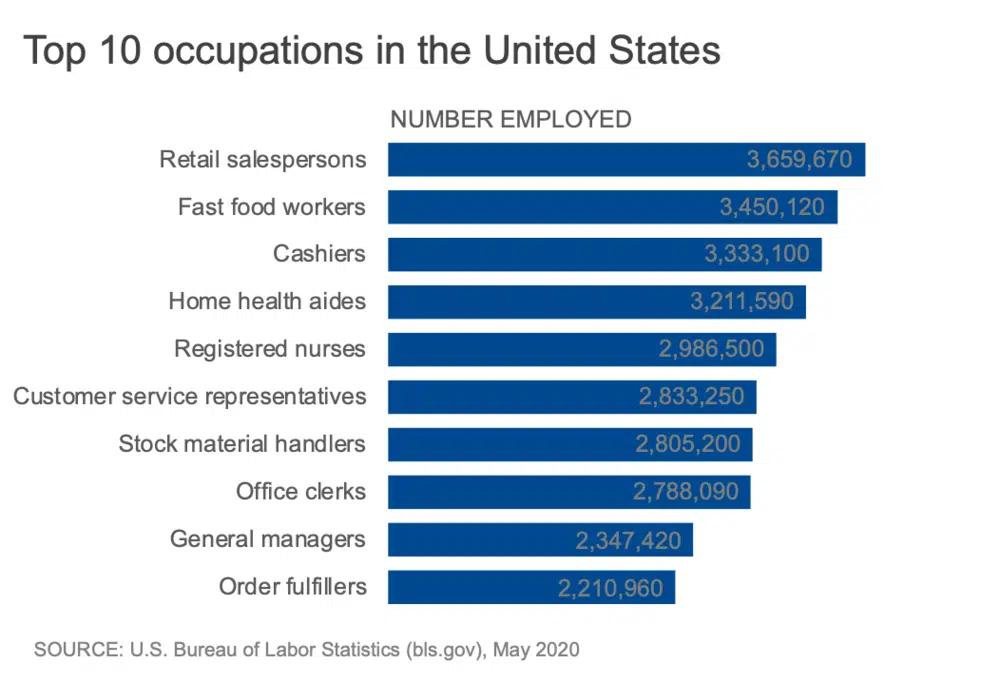 Top 10 occupations in the United States
NUMBER EMPLOYED
Retail salespersons 3,659,670
Fast food workers 3,450,120
Cashiers 3,333,100
Home health aides 3,211,590
Registered nurses 2,986,500
Customer service representatives 2,833,250
Stock material handlers 2,805,200
Office clerks 2,788,090
General managers 2,347,420
Order fulfillers 2,210,960
SOURCE: U.S. Bureau of Labor Statistics (bls.gov), May 2020